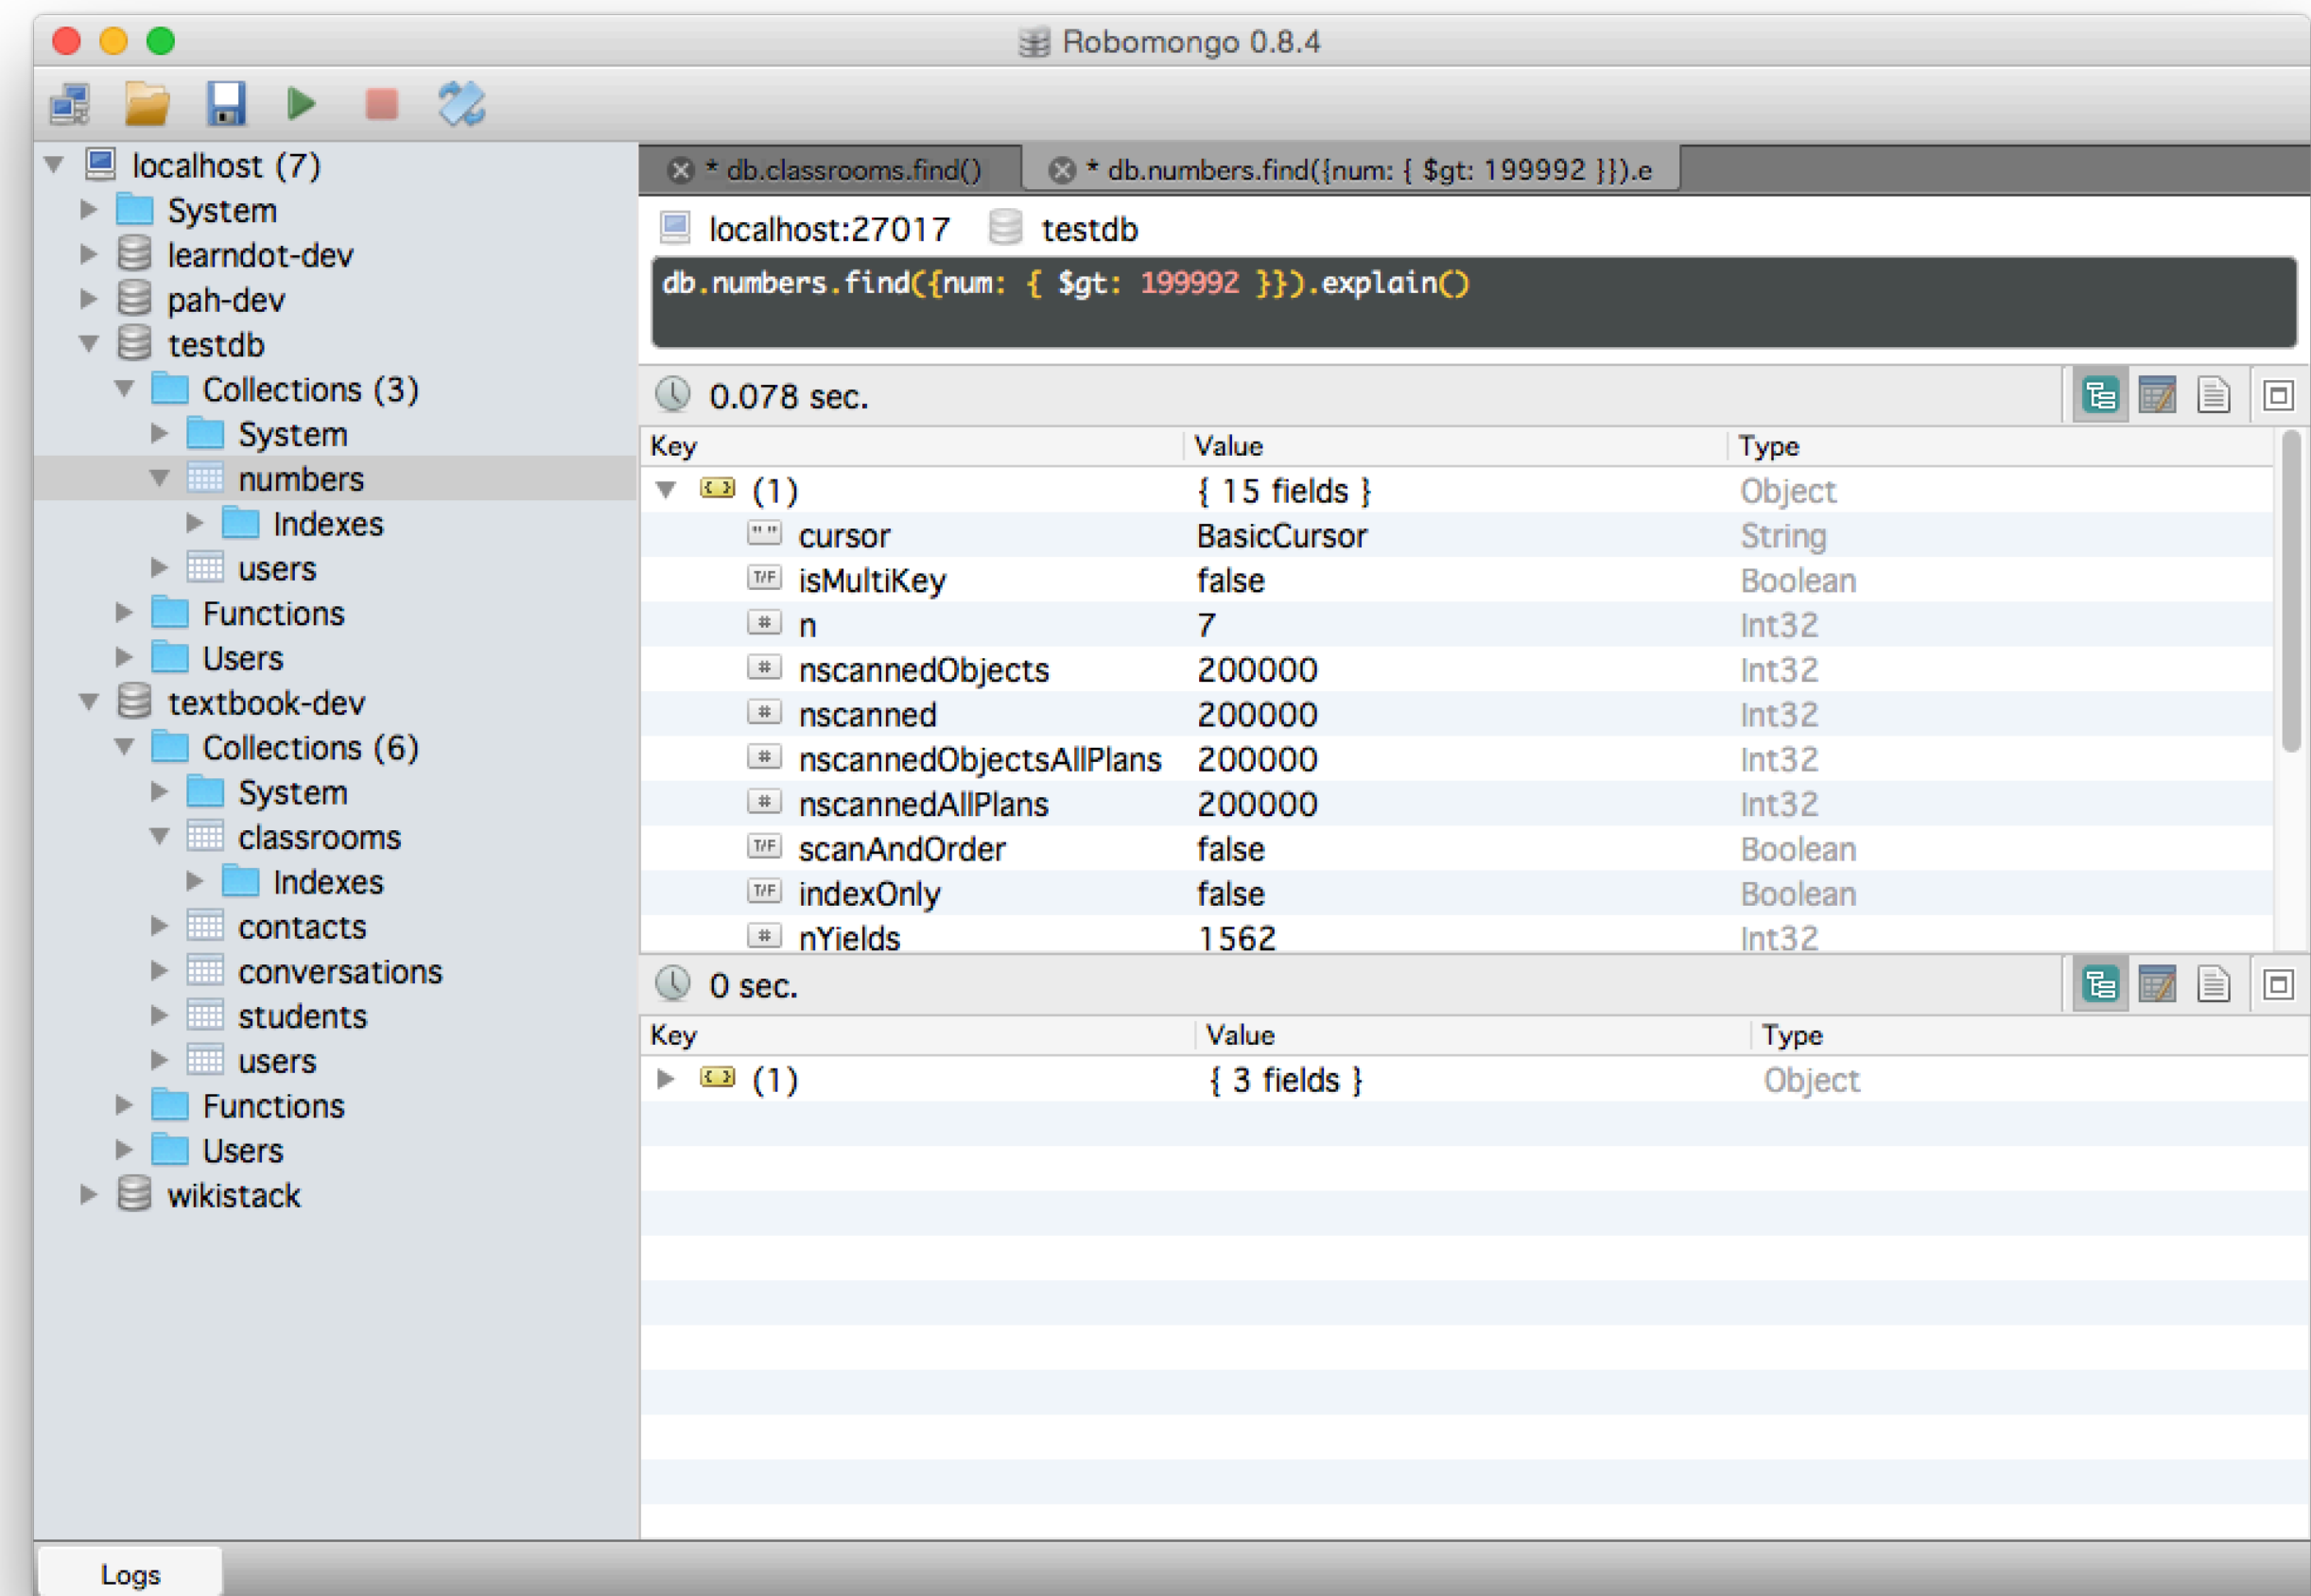 Robomongo 0.8.4
localhost (7)
System
learndot-dev
pah-dev
testdb
Collections (3)
System
numbers
Indexes
users
Functions
Users
textbook-dev
Collections (6)
System
classrooms
Indexes
contacts
conversations
students
users
Functions
Users
wikistack
* db.classrooms.find()
* db.numbers.find({num: { $gt: 199992 }}).e
localhost:27017 testdb
db.numbers.find({num: { $gt: 199992 }}).explain()
0.078 sec.
Key Value Type
{ } (1) { 15 fields } Object
" " cursor BasicCursor String
T/F isMultiKey false Boolean
# n 7 Int32
# nscannedObjects 200000 Int32
# nscanned 200000 Int32
# nscannedObjectsAllPlans 200000 Int32
# nscannedAllPlans 200000 Int32
T/F scanAndOrder false Boolean
T/F indexOnly false Boolean
# nYields 1562 Int32
0 sec.
Key Value Type
{ } (1) { 3 fields } Object
Logs